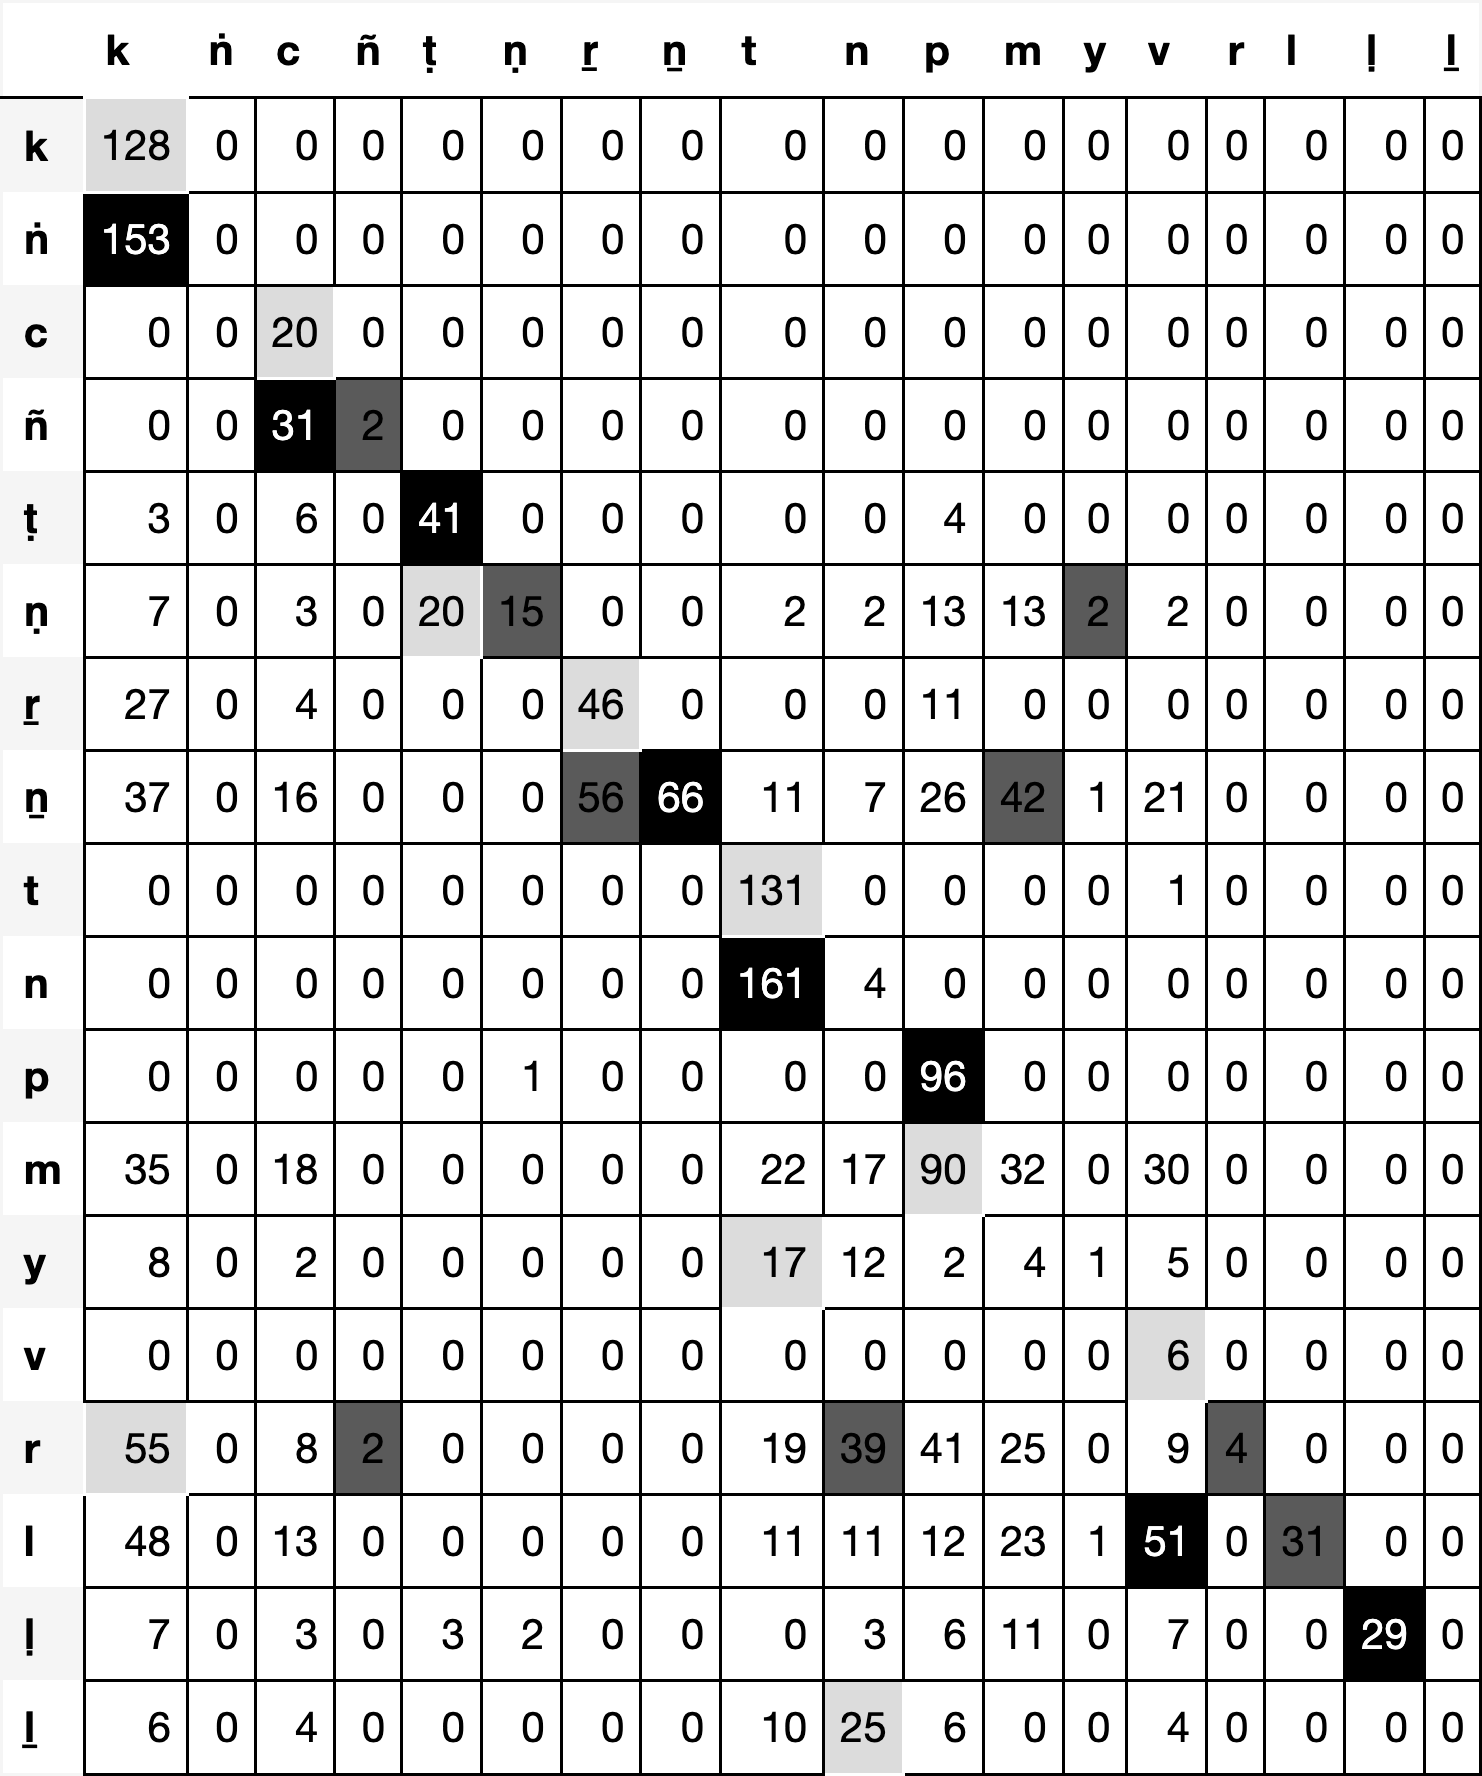 k ṅ c ñ ṭ ṇ ṟ ṉ t n p m y v r l ḷ ḻ
k 128 0 0 0 0 0 0 0 0 0 0 0 0 0 0 0 0 0
ṅ 153 0 0 0 0 0 0 0 0 0 0 0 0 0 0 0 0 0
c 0 0 20 0 0 0 0 0 0 0 0 0 0 0 0 0 0 0
ñ 0 0 31 2 0 0 0 0 0 0 0 0 0 0 0 0 0 0
ṭ 3 0 6 0 41 0 0 0 0 0 4 0 0 0 0 0 0 0
ṇ 7 0 3 0 20 15 0 0 2 2 13 13 2 2 0 0 0 0
ṟ 27 0 4 0 0 0 46 0 0 0 11 0 0 0 0 0 0 0
ṉ 37 0 16 0 0 0 56 66 11 7 26 42 1 21 0 0 0 0
t 0 0 0 0 0 0 0 0 131 0 0 0 0 1 0 0 0 0
n 0 0 0 0 0 0 0 0 161 4 0 0 0 0 0 0 0 0
p 0 0 0 0 0 1 0 0 0 0 96 0 0 0 0 0 0 0
m 35 0 18 0 0 0 0 0 22 17 90 32 0 30 0 0 0 0
y 8 0 2 0 0 0 0 0 17 12 2 4 1 5 0 0 0 0
v 0 0 0 0 0 0 0 0 0 0 0 0 0 6 0 0 0 0
r 55 0 8 2 0 0 0 0 19 39 41 25 0 9 4 0 0 0
l 48 0 13 0 0 0 0 0 11 11 12 23 1 51 0 31 0 0
ḷ 7 0 3 0 3 2 0 0 0 3 6 11 0 7 0 0 29 0
ḻ 6 0 4 0 0 0 0 0 10 25 6 0 0 4 0 0 0 0